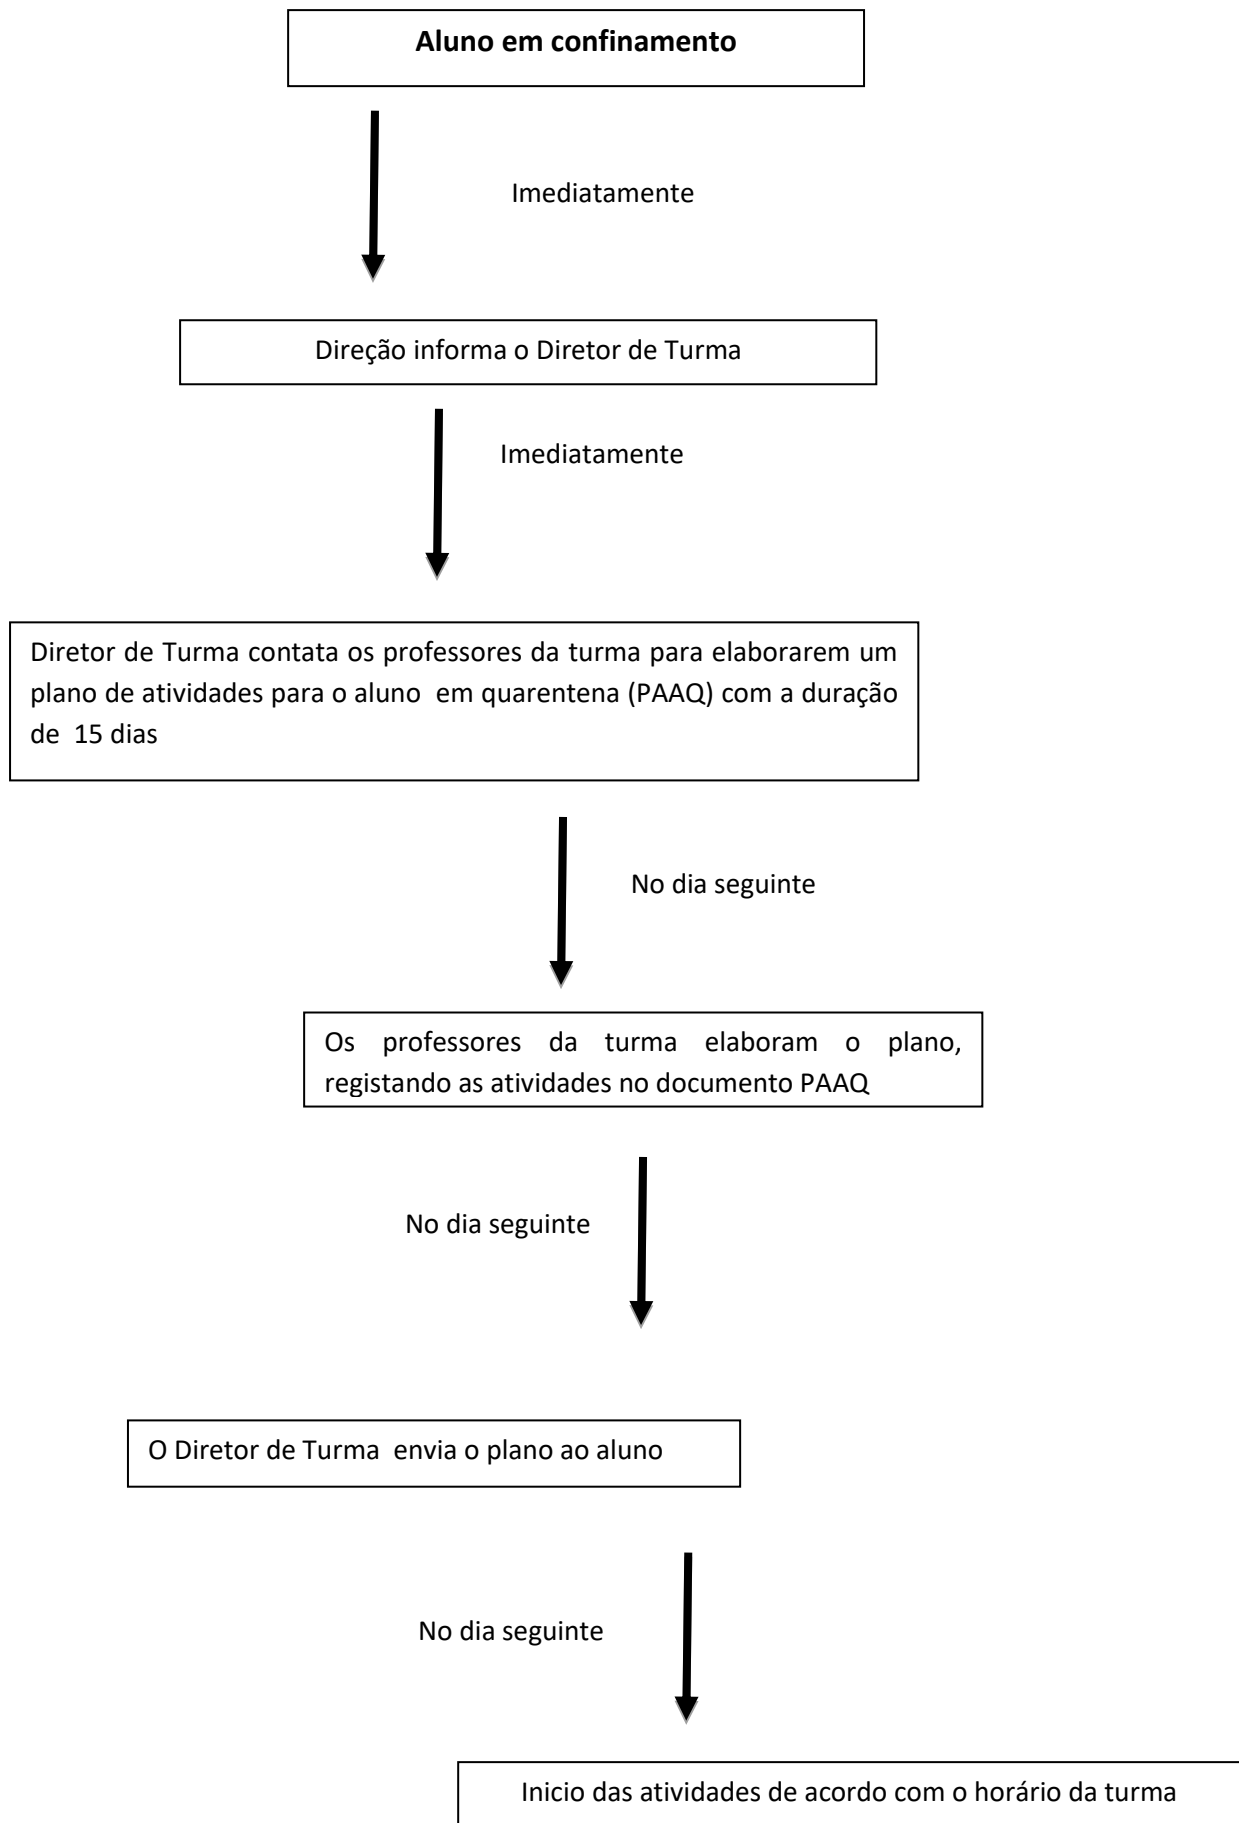 Aluno em confinamento
Imediatamente
Direção informa o Diretor de Turma
Imediatamente
Diretor de Turma contata os professores da turma para elaborarem um
plano de atividades para o aluno  em quarentena (PAAQ) com a duração
de  15 dias
No dia seguinte
Os professores da turma elaboram o plano,
registando as atividades no documento PAAQ
No dia seguinte
O Diretor de Turma  envia o plano ao aluno
No dia seguinte
Inicio das atividades de acordo com o horário da turma